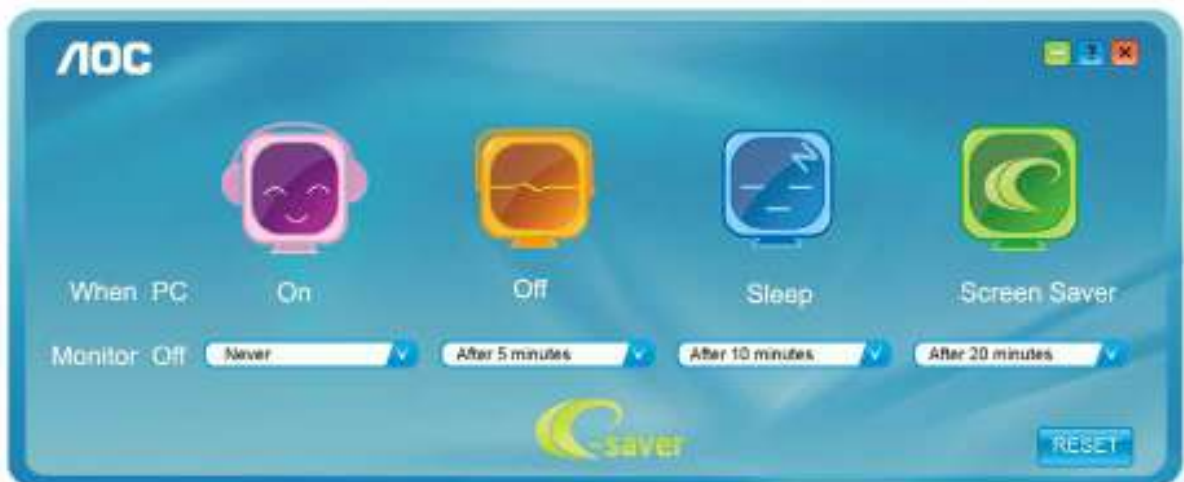 AOC
?
When PC On Off Sleep Screen Saver
Monitor Off Never After 5 minutes After 10 minutes After 20 minutes
e-saver
RESET